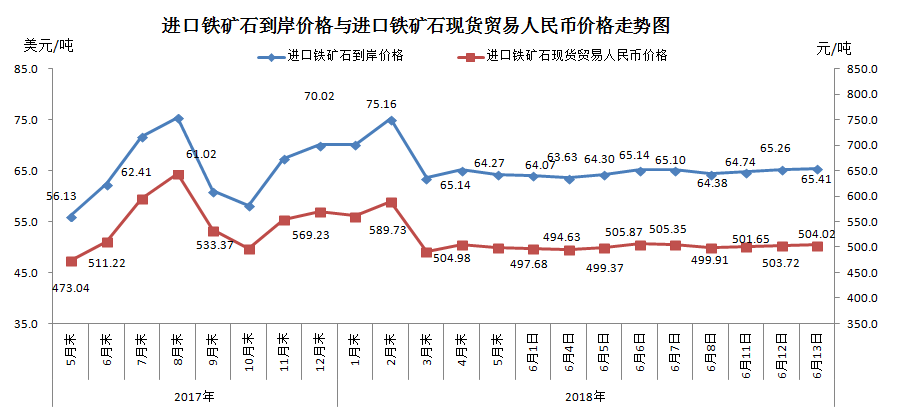 进口铁矿石到岸价格与进口铁矿石现货贸易人民币价格走势图
美元/吨
元/吨
进口铁矿石到岸价格
进口铁矿石现货贸易人民币价格
85.0
75.0
65.0
55.0
45.0
35.0
850.0
800.0
750.0
700.0
650.0
600.0
550.0
500.0
450.0
400.0
350.0
56.13
62.41
61.02
70.02
75.16
65.14
64.27
64.07
63.63
64.30
65.14
65.10
64.38
64.74
65.26
65.41
473.04
511.22
533.37
569.23
589.73
504.98
497.68
494.63
499.37
505.87
505.35
499.91
501.65
503.72
504.02
5月末
6月末
7月末
8月末
9月末
10月末
11月末
12月末
1月末
2月末
3月末
4月末
5月末
6月1日
6月4日
6月5日
6月6日
6月7日
6月8日
6月11日
6月12日
6月13日
2017年
2018年